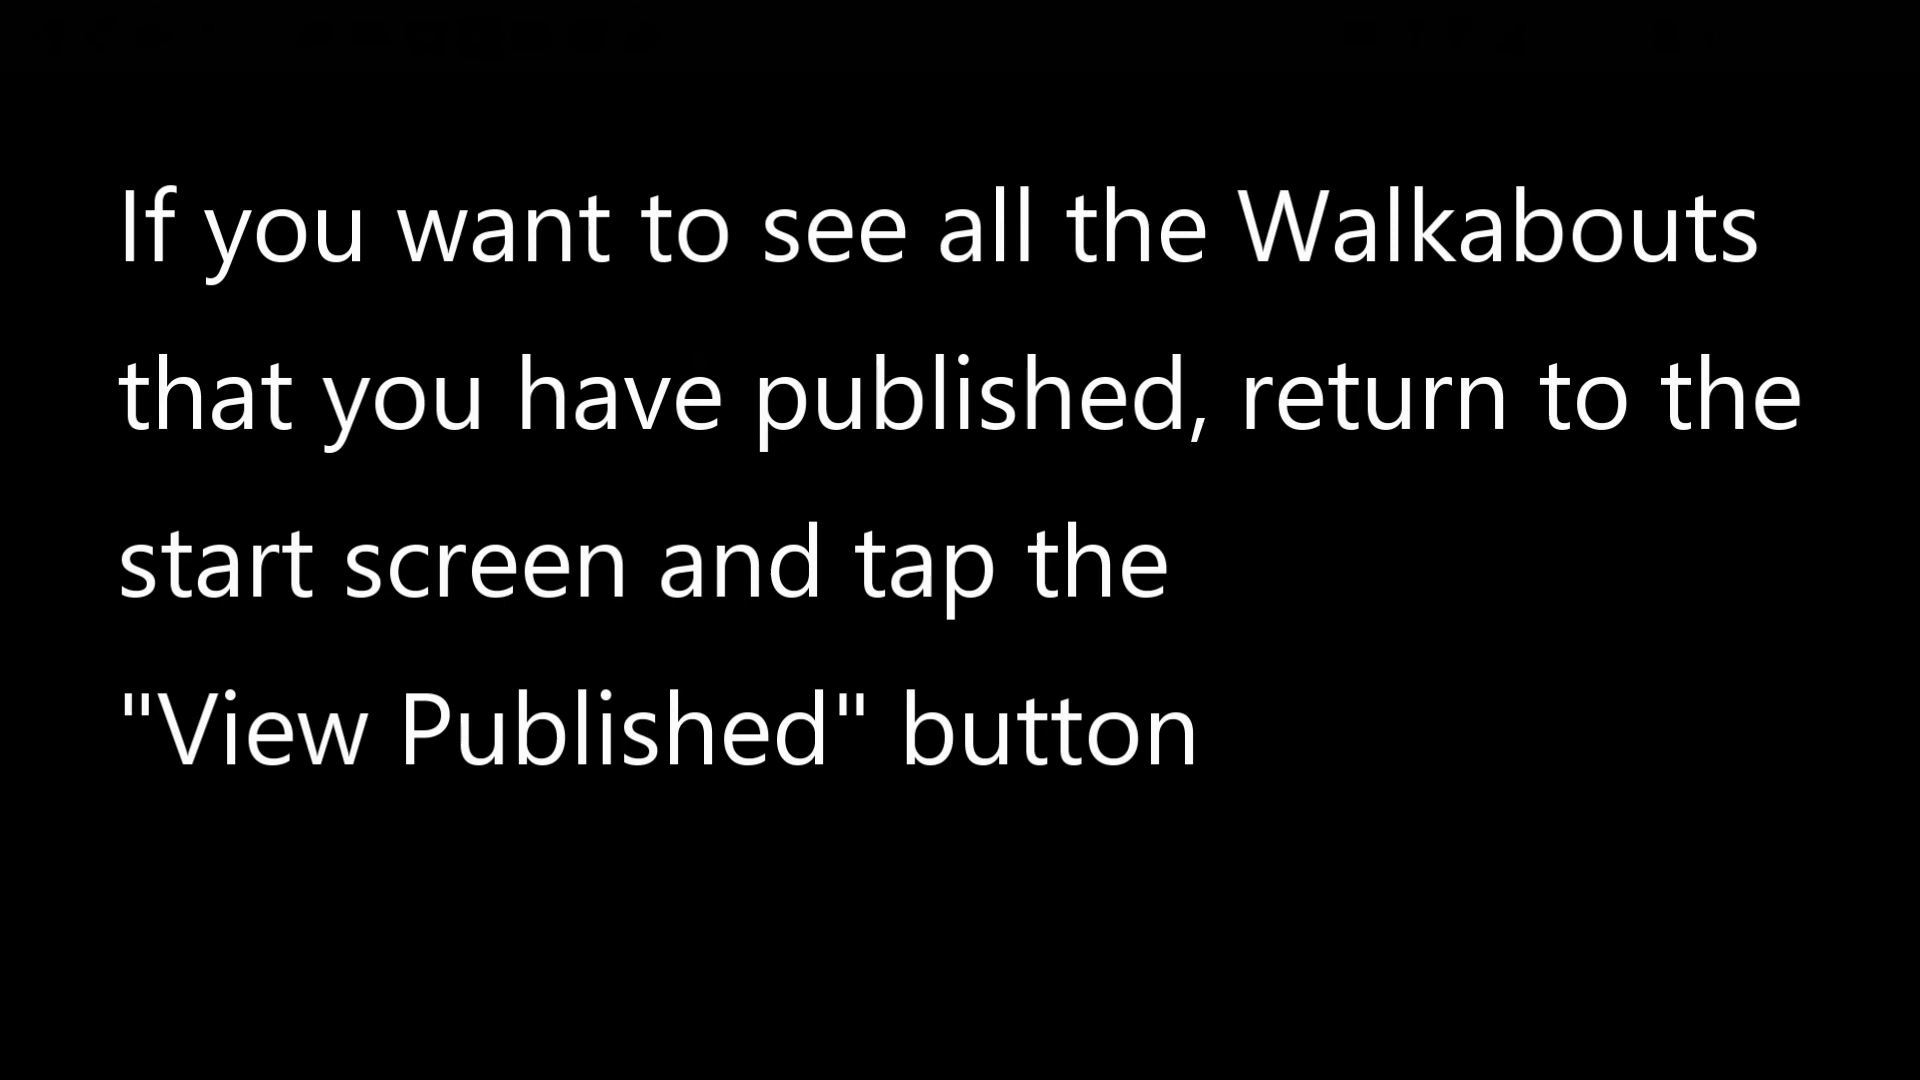 If you want to see all the Walkabouts
that you have published, return to the
start screen and tap the
"View Published" button